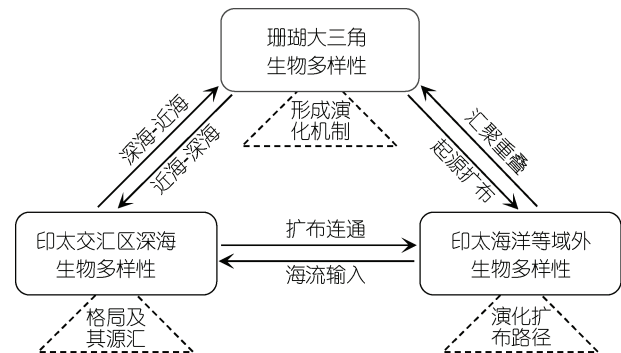 珊瑚大三角
生物多样性
形成演
化机制
深海-近海
近海-深海
汇聚重叠
起源扩布
印太交汇区深海
生物多样性
扩布连通
海流输入
印太海洋等域外
生物多样性
格局及
其源汇
演化扩
布路径